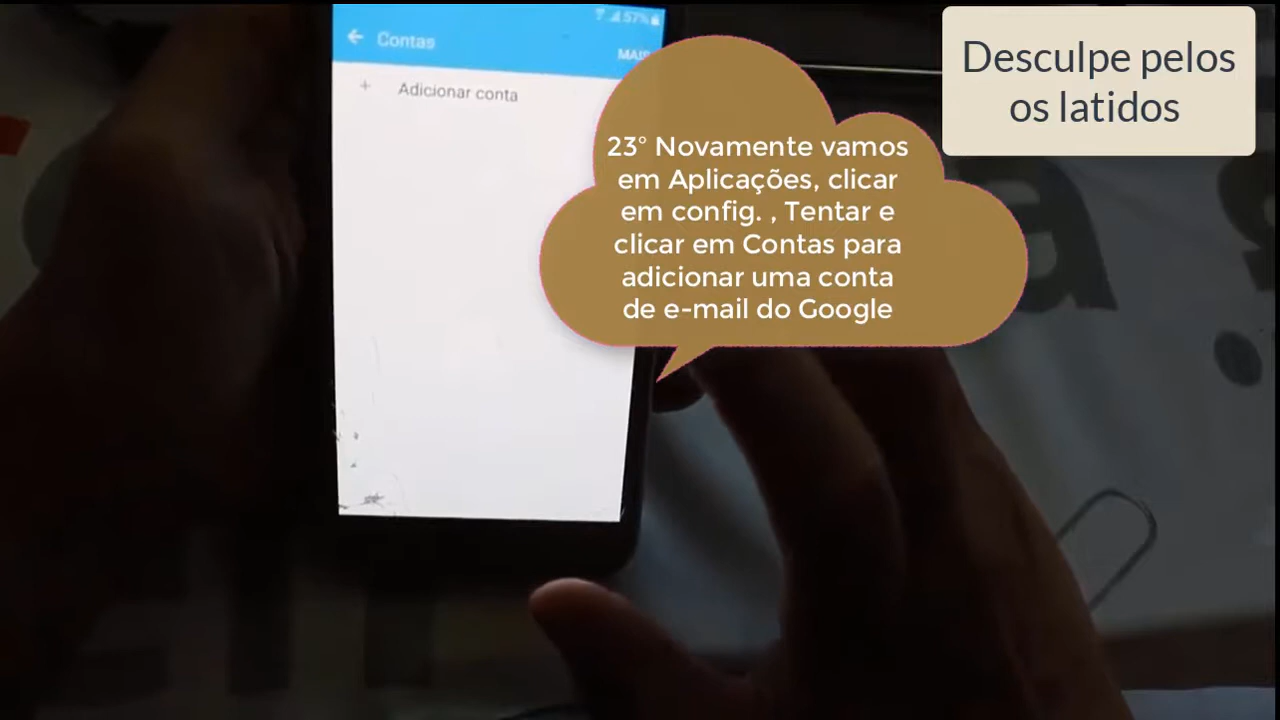 57%
Contas
MAIS
Adicionar conta
Desculpe pelos
os latidos
23° Novamente vamos
em Aplicações, clicar
em config. , Tentar e
clicar em Contas para
adicionar uma conta
de e-mail do Google